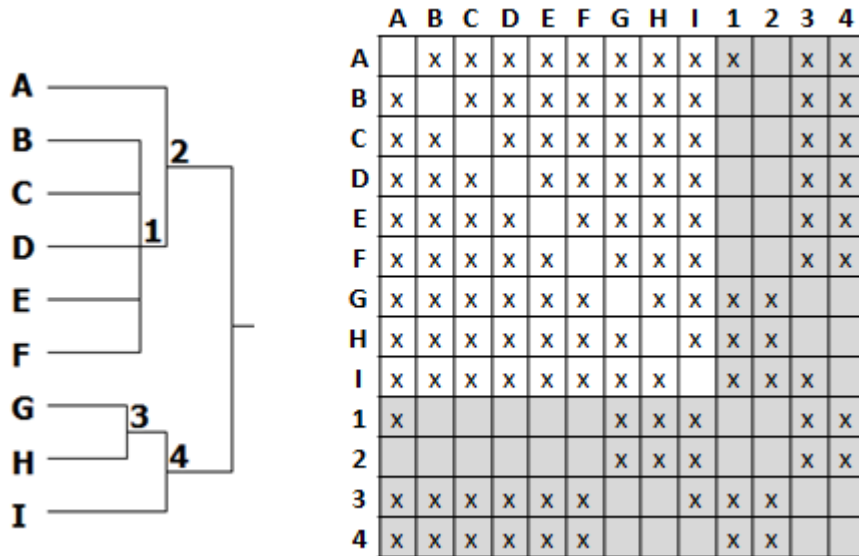 A
B
2
C
D
1
E
F
G
3
H
4
I
A B C D E F G H I 1 2 3 4
A x x x x x x x x x x x
B x x x x x x x x x x
C x x x x x x x x x x
D x x x x x x x x x x
E x x x x x x x x x x
F x x x x x x x x x x
G x x x x x x x x x x
H x x x x x x x x x x
I x x x x x x x x x x x
1 x x x x x x
2 x x x x x
3 x x x x x x x x x
4 x x x x x x x x